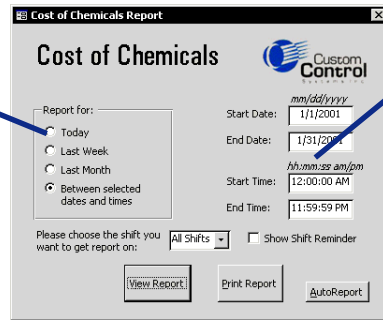 Cost of Chemicals Report
Cost of Chemicals
Custom
Control
Systems Inc
Report for:
Today
Last Week
Last Month
Between selected
dates and times
mm/dd/yyyy
Start Date: 1/1/2001
End Date: 1/31/2001
hh:mm:ss am/pm
Start Time: 12:00:00 AM
End Time: 11:59:59 PM
Please choose the shift you
want to get report on:
All Shifts
Show Shift Reminder
View Report
Print Report
AutoReport